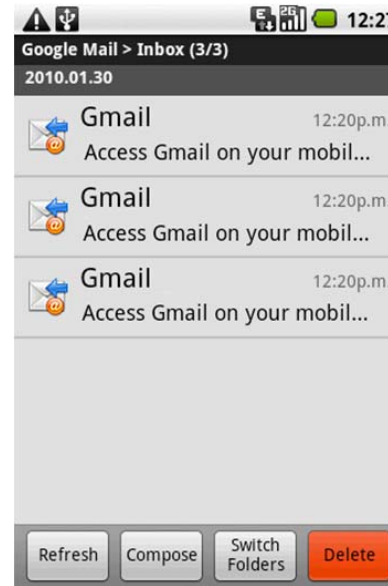 12:27
Google Mail > Inbox (3/3)
2010.01.30
Gmail 12:20p.m
Access Gmail on your mobil...
Gmail 12:20p.m
Access Gmail on your mobil...
Gmail 12:20p.m
Access Gmail on your mobil...
Refresh Compose Switch Folders Delete